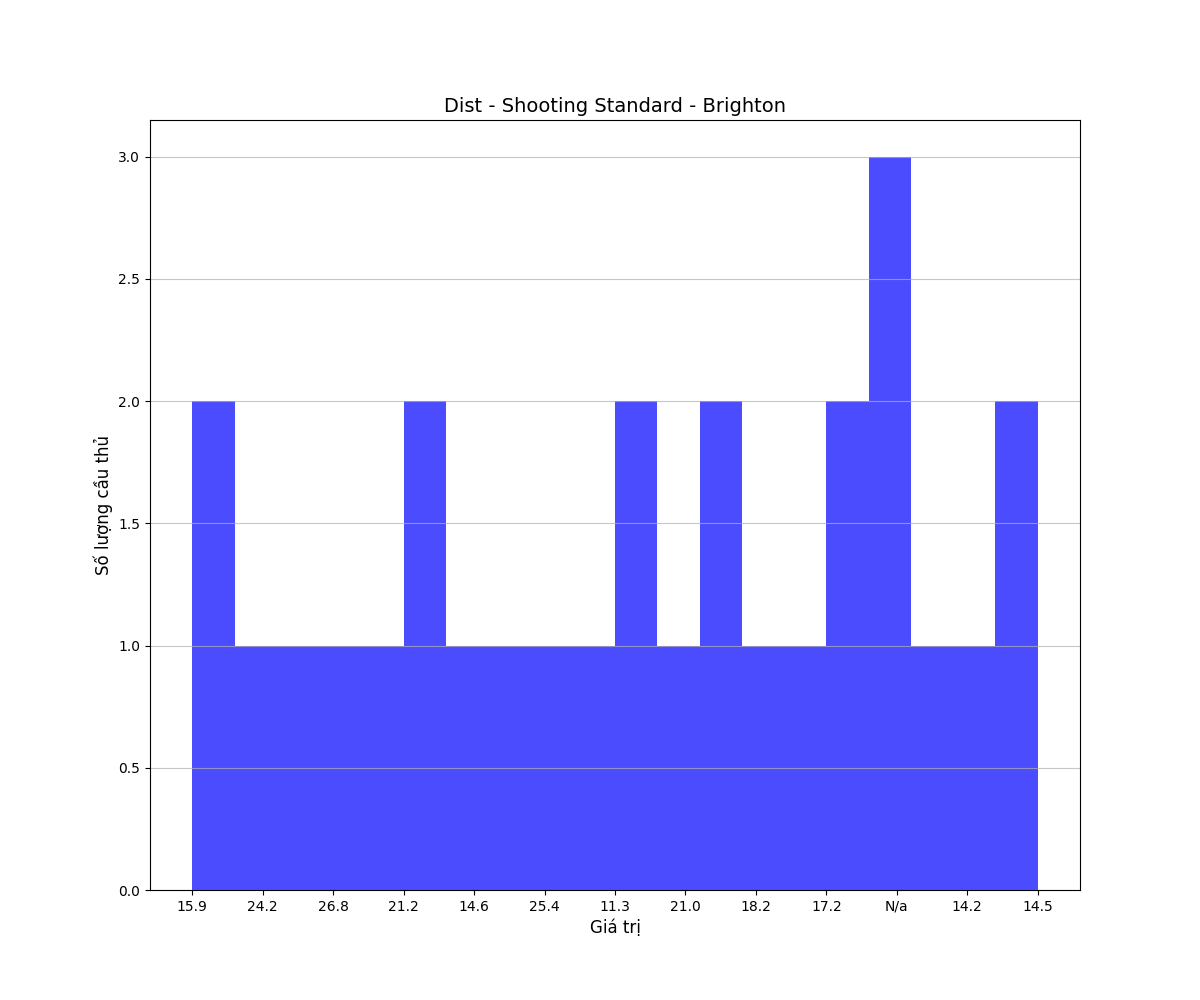 Dist - Shooting Standard - Brighton
Số lượng cầu thủ
3.0
2.5
2.0
1.5
1.0
0.5
0.0
15.9 24.2 26.8 21.2 14.6 25.4 11.3 21.0 18.2 17.2 N/a 14.2 14.5
Giá trị